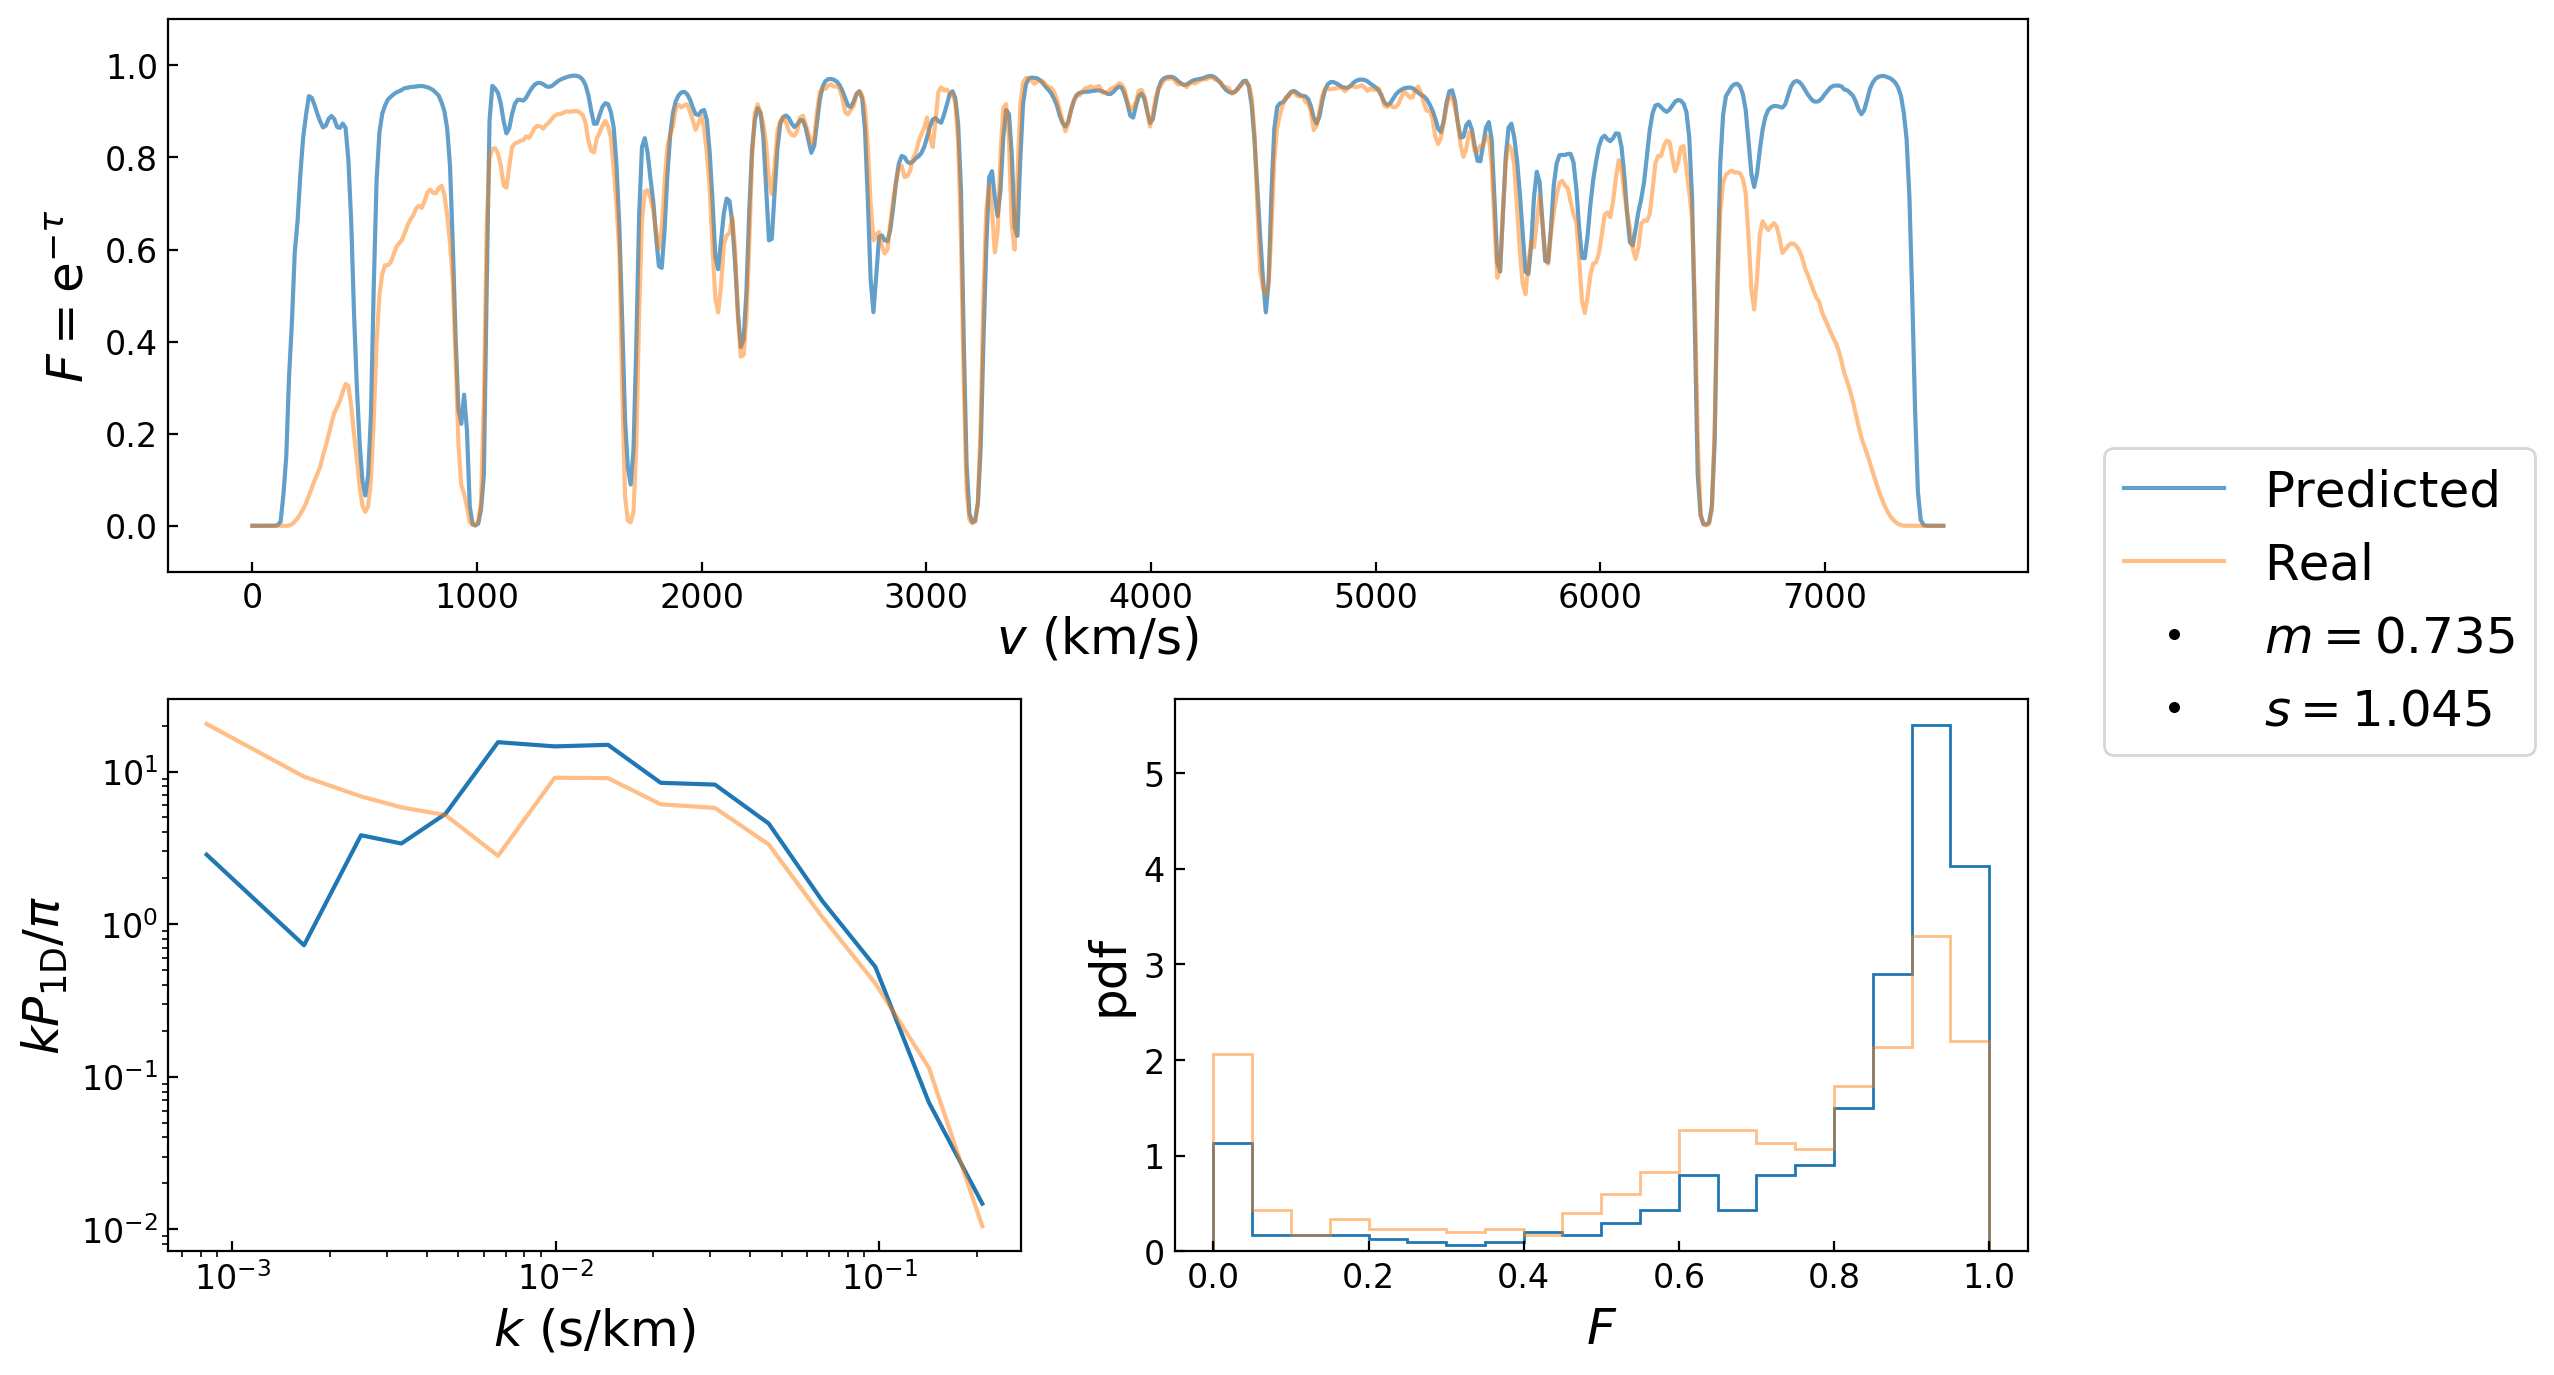 F = e^{−τ}
1.0
0.8
0.6
0.4
0.2
0.0
0 1000 2000 3000 4000 5000 6000 7000
v (km/s)
Predicted
Real
m = 0.735
s = 1.045
kP_{1D}/π
10^1
10^0
10^{−1}
10^{−2}
10^{−3} 10^{−2} 10^{−1}
k (s/km)
pdf
5
4
3
2
1
0
0.0 0.2 0.4 0.6 0.8 1.0
F